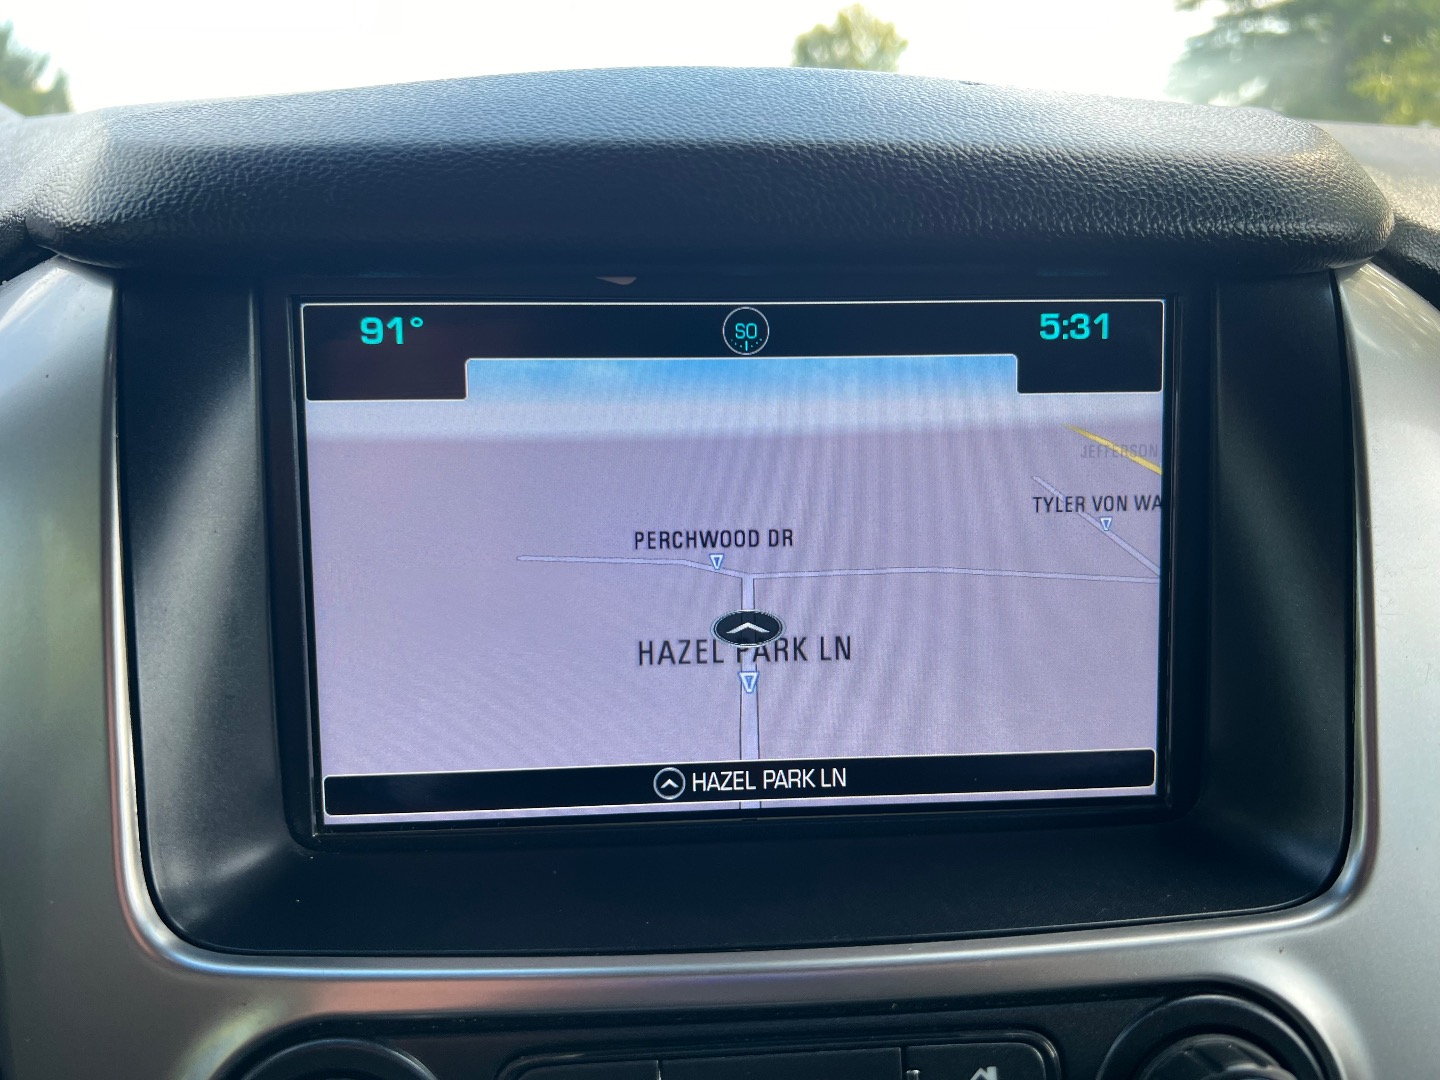 91°
SO
5:31
JEFFERSON
TYLER VON WA
PERCHWOOD DR
HAZEL PARK LN
HAZEL PARK LN